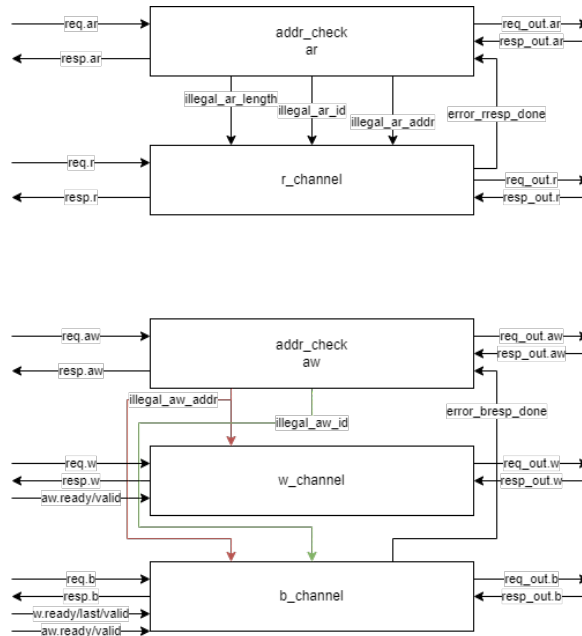 req.ar
addr_check
ar
req_out.ar
resp_out.ar
resp.ar
illegal_ar_length
illegal_ar_id
illegal_ar_addr
error_rresp_done
req.r
r_channel
req_out.r
resp.r
resp_out.r
req.aw
addr_check
aw
req_out.aw
resp_out.aw
resp.aw
illegal_aw_addr
illegal_aw_id
error_bresp_done
req.w
req_out.w
resp.w
w_channel
resp_out.w
aw.ready/valid
req.b
req_out.b
resp.b
b_channel
resp_out.b
w.ready/last/valid
aw.ready/valid